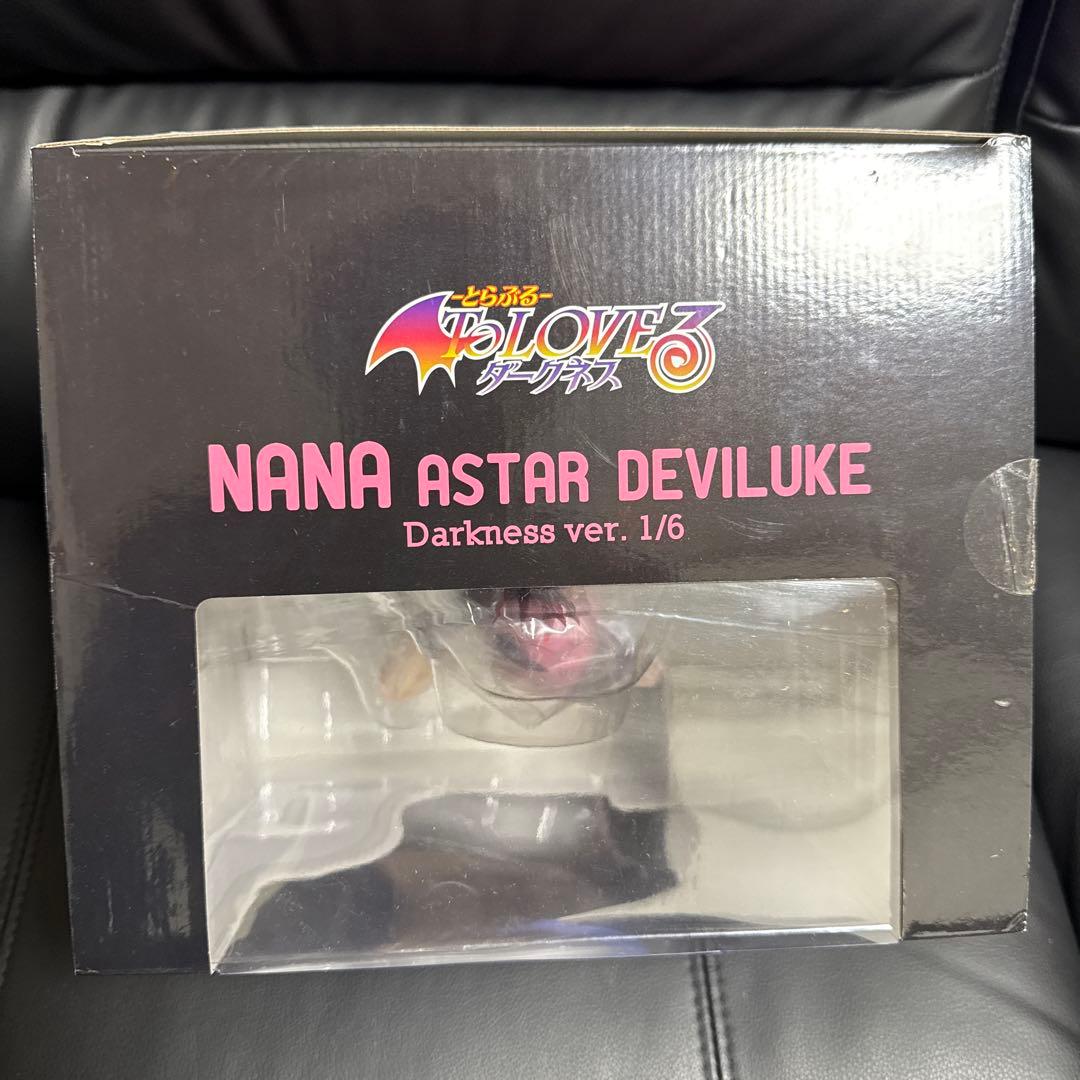 -とらぶる-
To LOVEる
ダークネス
NANA ASTAR DEVILUKE
Darkness ver. 1/6